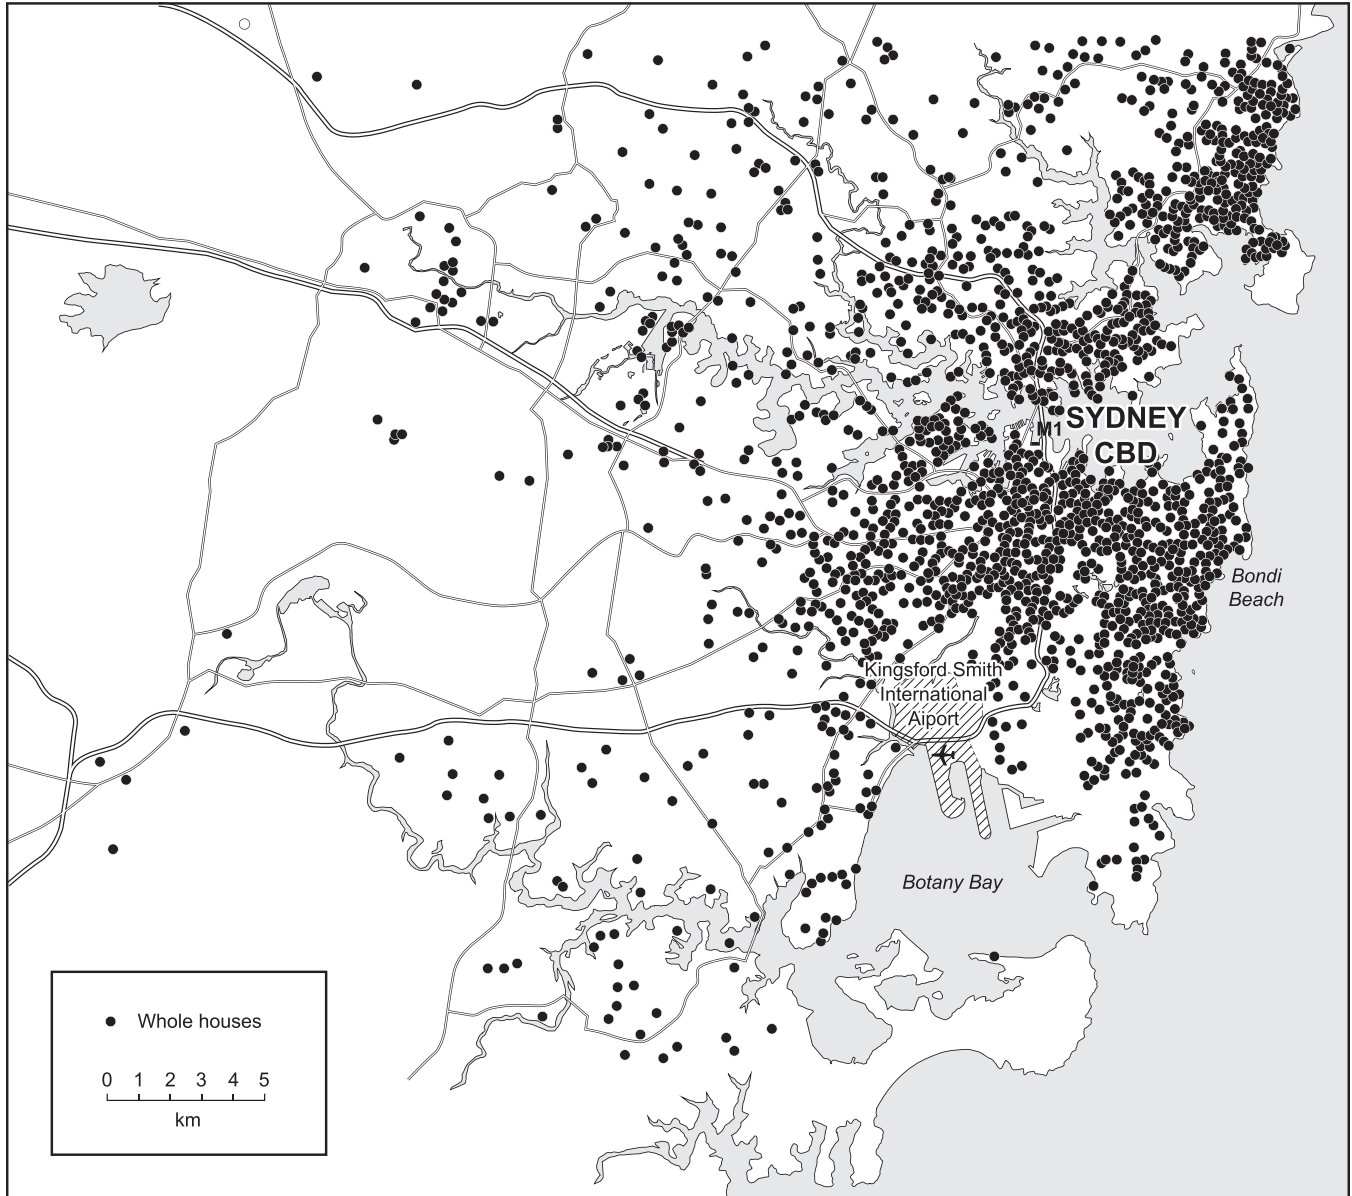 M1 SYDNEY
CBD
Bondi
Beach
Kingsford Smith
International
Aiport
Botany Bay
Whole houses
0 1 2 3 4 5
km